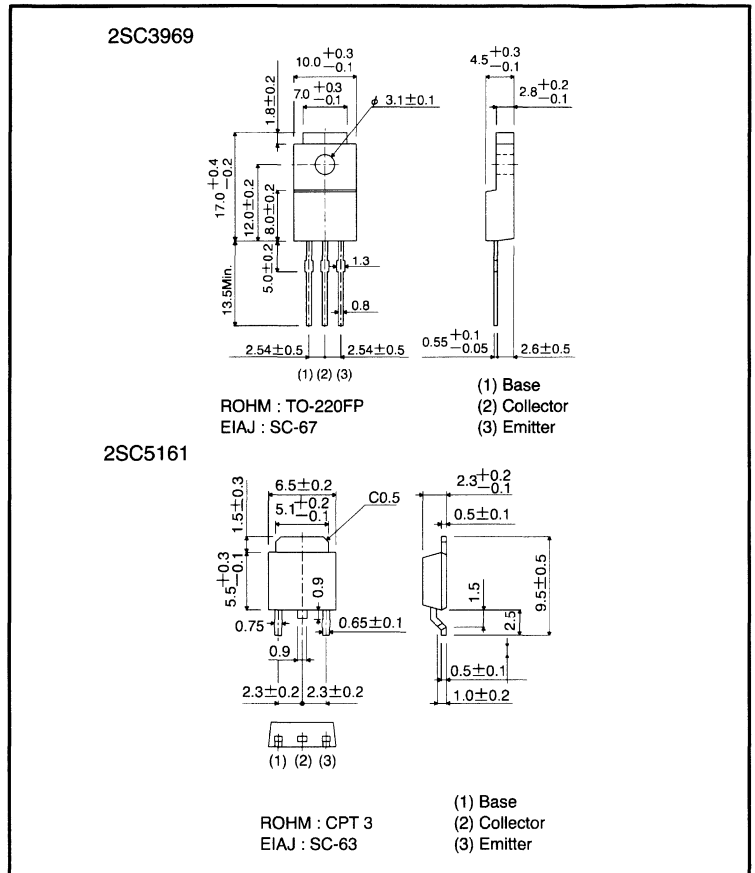 2SC3969
10.0 +0.3 −0.1
7.0 +0.3 −0.1
φ 3.1±0.1
1.8±0.2
17.0 +0.4 −0.2
12.0±0.2
8.0±0.2
5.0±0.2
13.5Min.
1.3
0.8
2.54±0.5 2.54±0.5
(1) (2) (3)
4.5 +0.3 −0.1
2.8 +0.2 −0.1
0.55 +0.1 −0.05
2.6±0.5
ROHM : TO-220FP
EIAJ : SC-67
(1) Base
(2) Collector
(3) Emitter
2SC5161
6.5±0.2
5.1 +0.2 −0.1
C0.5
1.5±0.3
5.5 +0.3 −0.1
0.9
0.75
0.65±0.1
0.9
2.3±0.2 2.3±0.2
(1) (2) (3)
2.3 +0.2 −0.1
0.5±0.1
9.5±0.5
1.5
2.5
0.5±0.1
1.0±0.2
ROHM : CPT 3
EIAJ : SC-63
(1) Base
(2) Collector
(3) Emitter